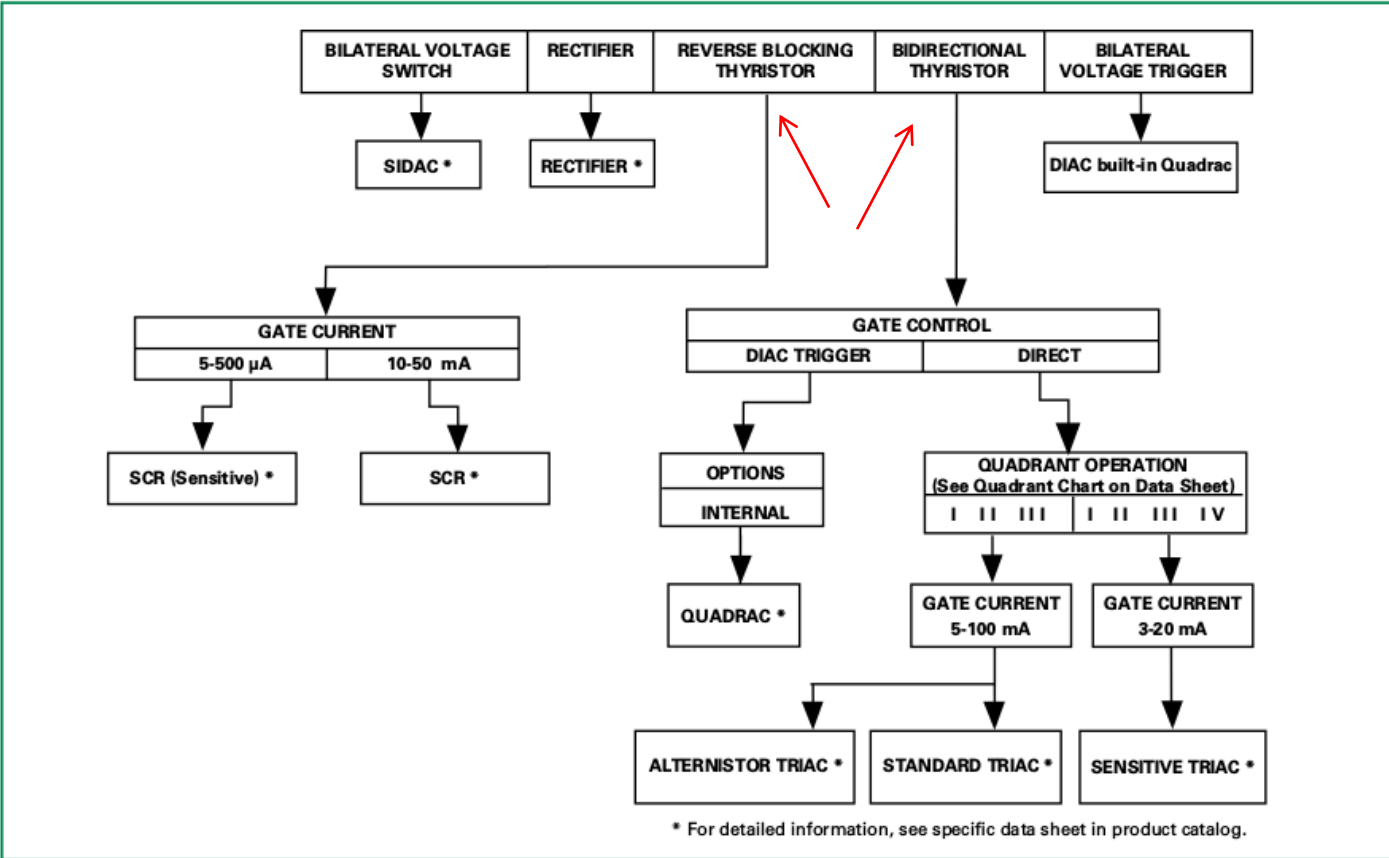 BILATERAL VOLTAGE
SWITCH
RECTIFIER
REVERSE BLOCKING
THYRISTOR
BIDIRECTIONAL
THYRISTOR
BILATERAL
VOLTAGE TRIGGER
SIDAC *
RECTIFIER *
DIAC built-in Quadrac
GATE CURRENT
5-500 µA
10-50 mA
GATE CONTROL
DIAC TRIGGER
DIRECT
SCR (Sensitive) *
SCR *
OPTIONS
INTERNAL
QUADRANT OPERATION
(See Quadrant Chart on Data Sheet)
I II III
I II III IV
QUADRAC *
GATE CURRENT
5-100 mA
GATE CURRENT
3-20 mA
ALTERNISTOR TRIAC *
STANDARD TRIAC *
SENSITIVE TRIAC *
* For detailed information, see specific data sheet in product catalog.